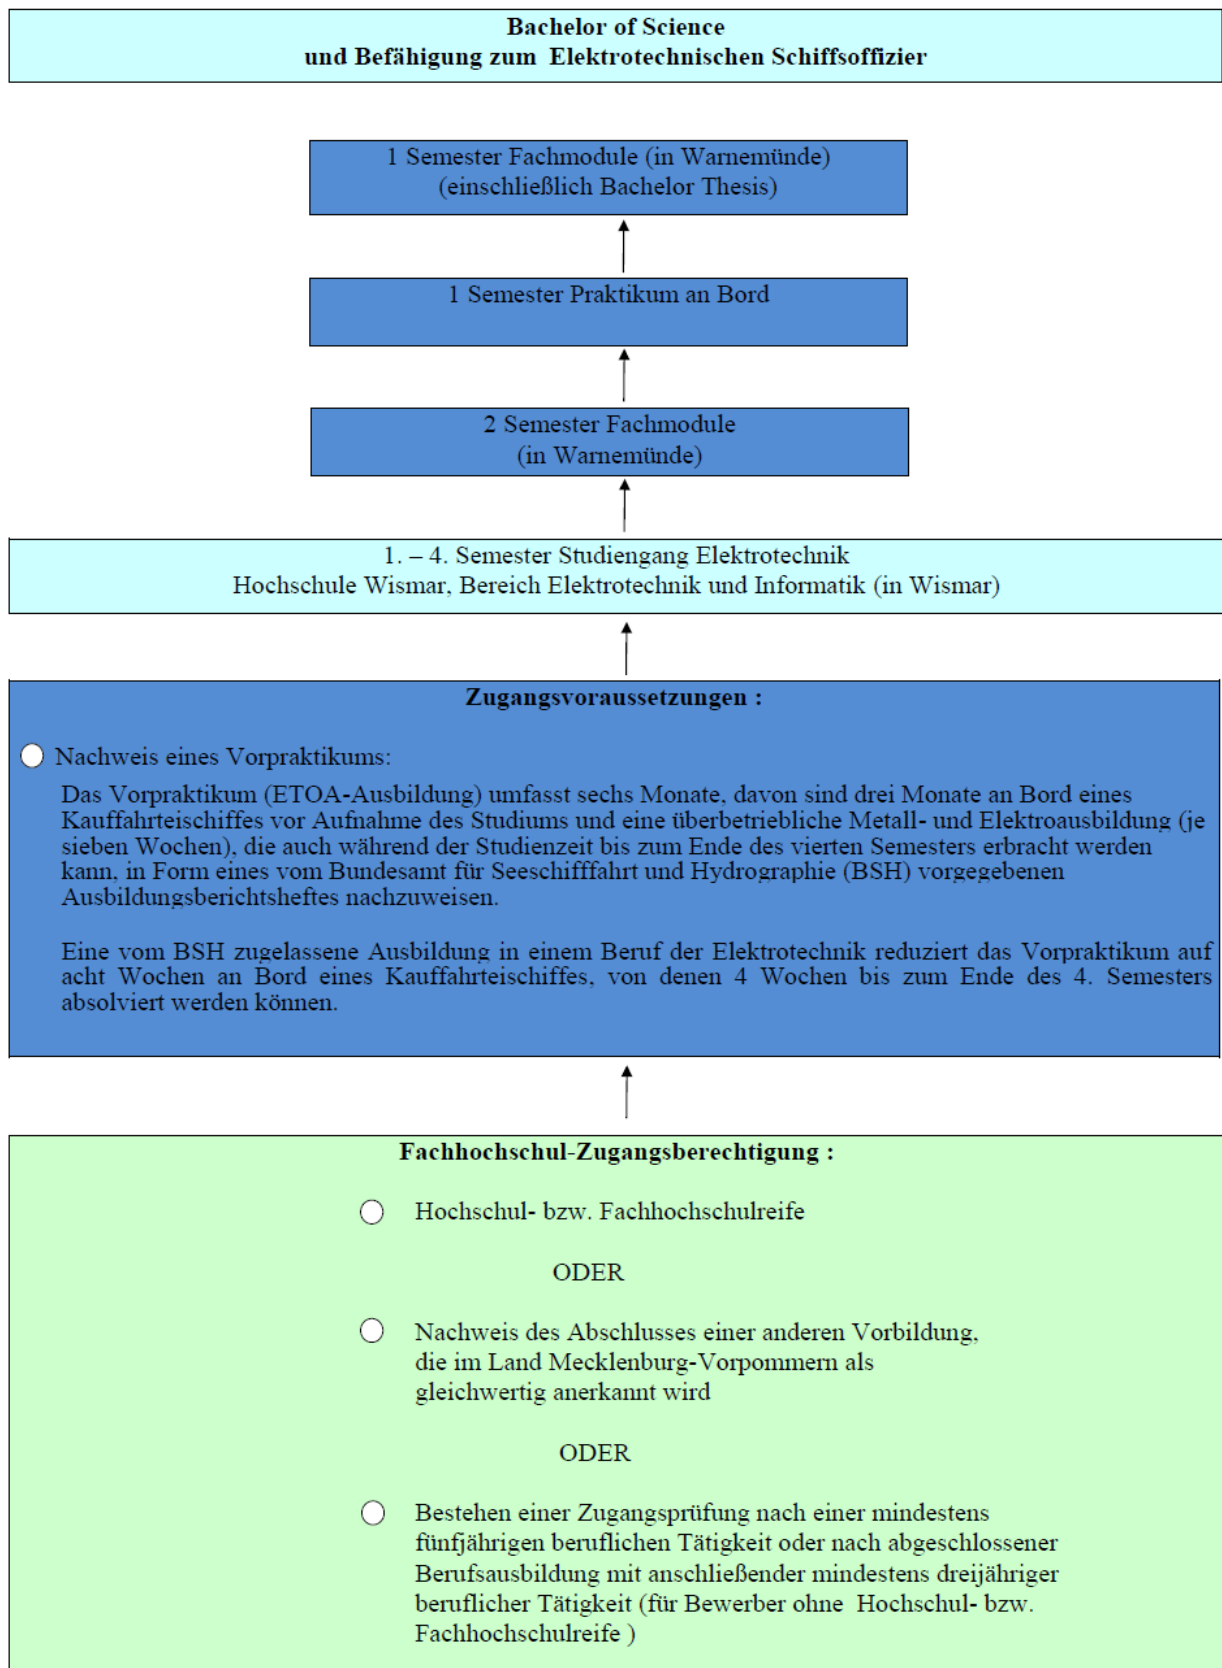 Bachelor of Science
und Befähigung zum Elektrotechnischen Schiffsoffizier
1 Semester Fachmodule (in Warnemünde)
(einschließlich Bachelor Thesis)
1 Semester Praktikum an Bord
2 Semester Fachmodule
(in Warnemünde)
1. – 4. Semester Studiengang Elektrotechnik
Hochschule Wismar, Bereich Elektrotechnik und Informatik (in Wismar)
Zugangsvoraussetzungen :
Nachweis eines Vorpraktikums:
Das Vorpraktikum (ETOA-Ausbildung) umfasst sechs Monate, davon sind drei Monate an Bord eines
Kauffahrteischiffes vor Aufnahme des Studiums und eine überbetriebliche Metall- und Elektroausbildung (je
sieben Wochen), die auch während der Studienzeit bis zum Ende des vierten Semesters erbracht werden
kann, in Form eines vom Bundesamt für Seeschifffahrt und Hydrographie (BSH) vorgegebenen
Ausbildungsberichtsheftes nachzuweisen.
Eine vom BSH zugelassene Ausbildung in einem Beruf der Elektrotechnik reduziert das Vorpraktikum auf
acht Wochen an Bord eines Kauffahrteischiffes, von denen 4 Wochen bis zum Ende des 4. Semesters
absolviert werden können.
Fachhochschul-Zugangsberechtigung :
Hochschul- bzw. Fachhochschulreife
ODER
Nachweis des Abschlusses einer anderen Vorbildung,
die im Land Mecklenburg-Vorpommern als
gleichwertig anerkannt wird
ODER
Bestehen einer Zugangsprüfung nach einer mindestens
fünfjährigen beruflichen Tätigkeit oder nach abgeschlossener
Berufsausbildung mit anschließender mindestens dreijähriger
beruflicher Tätigkeit (für Bewerber ohne Hochschul- bzw.
Fachhochschulreife )